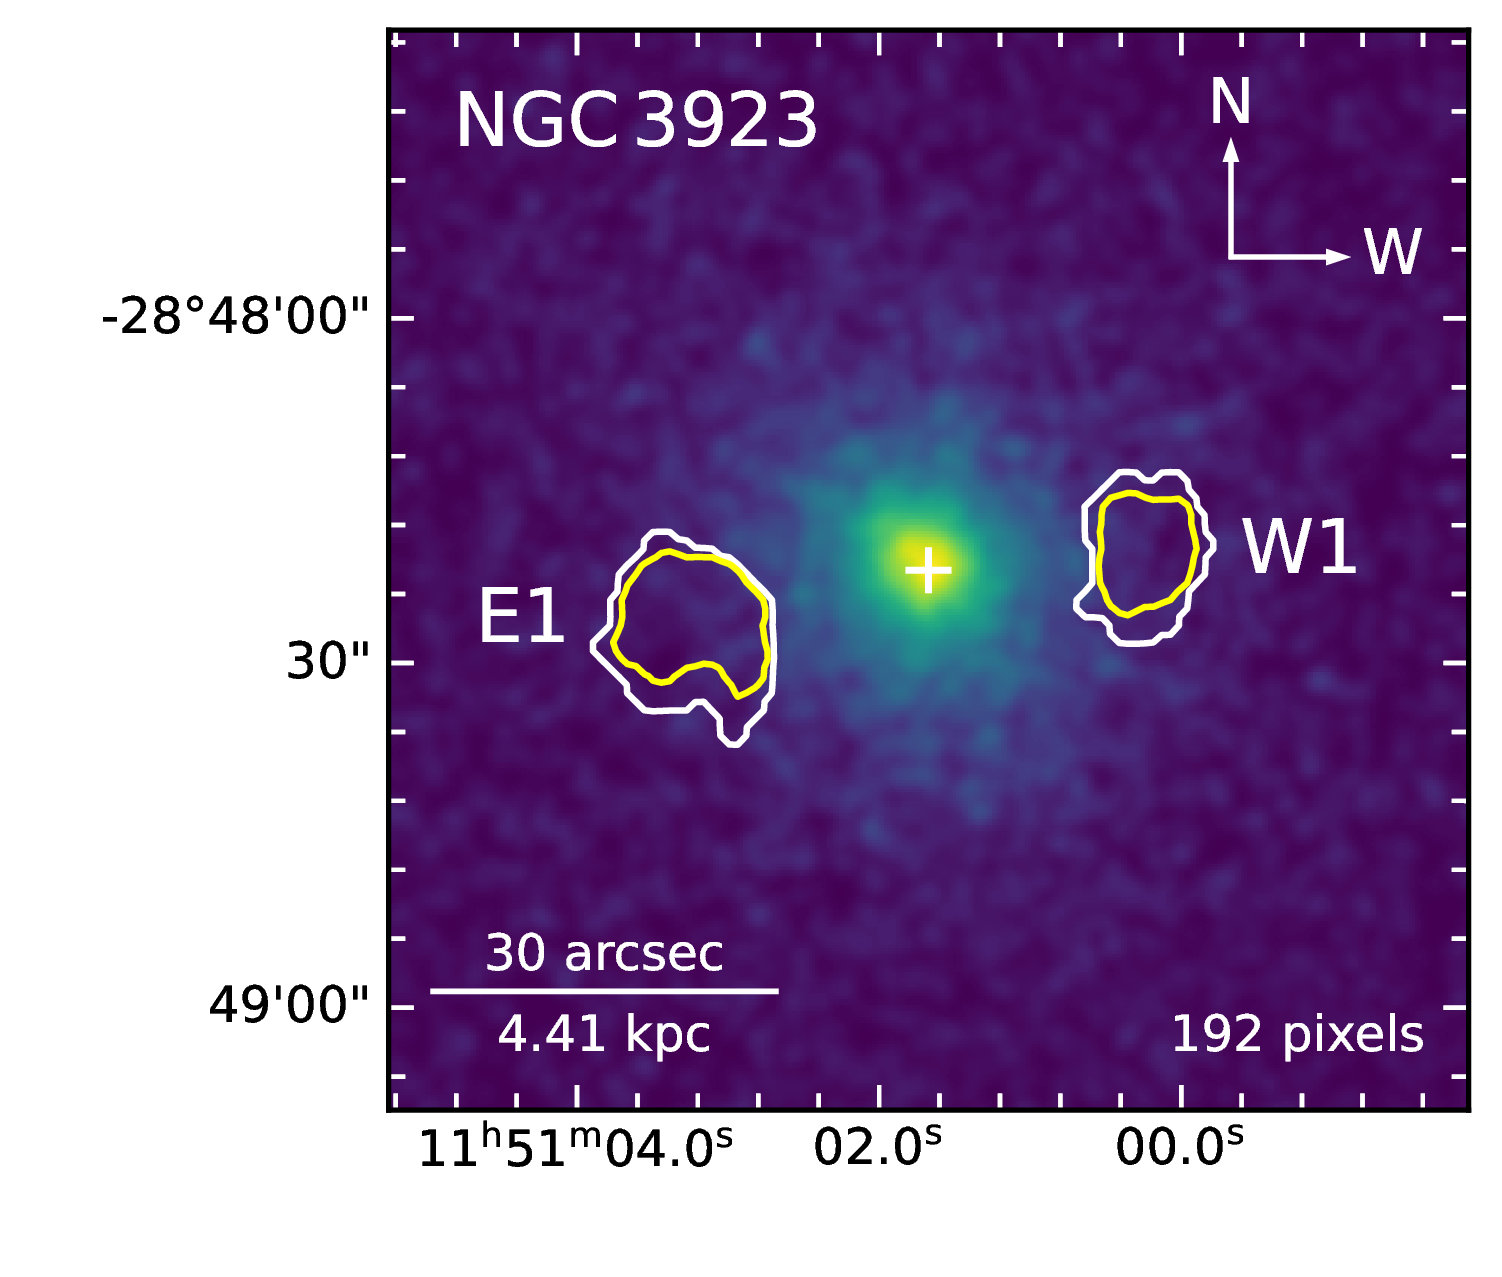 NGC 3923
N
W
-28°48'00"
W1
E1
30"
30 arcsec
49'00"
4.41 kpc
192 pixels
11ʰ51ᵐ04.0ˢ 02.0ˢ 00.0ˢ